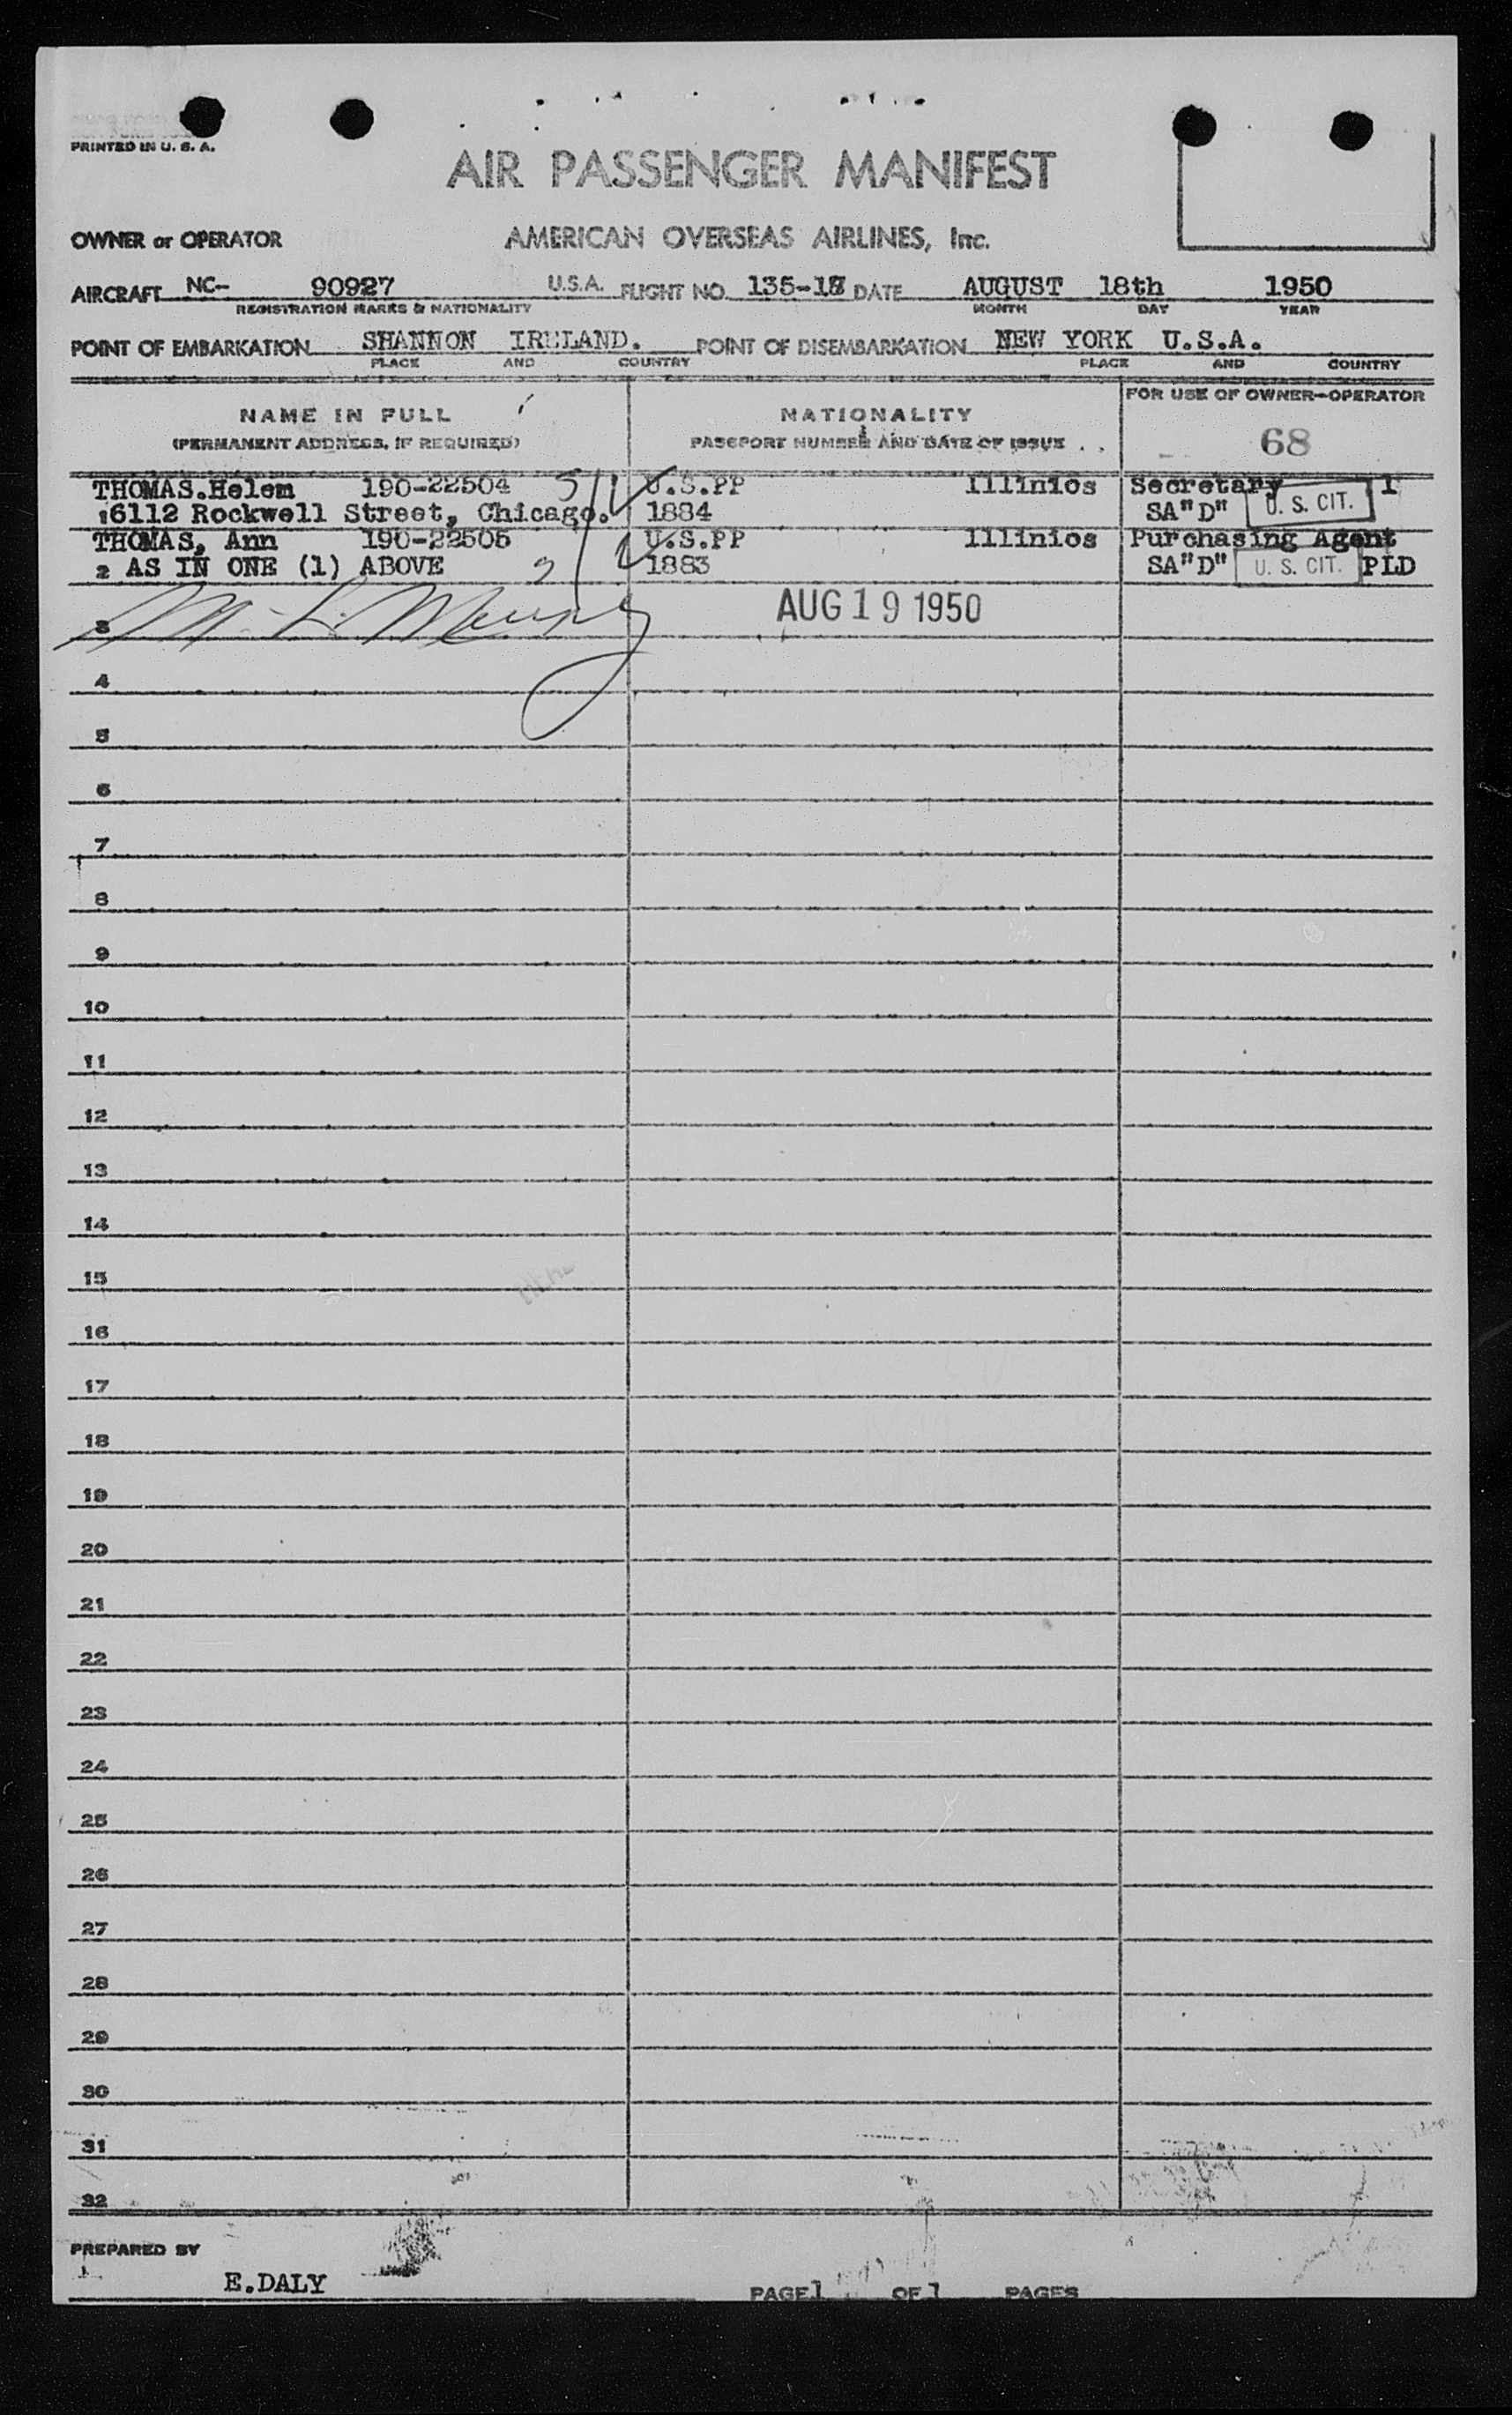 PRINTED IN U. S. A.
AIR PASSENGER MANIFEST
OWNER or OPERATOR AMERICAN OVERSEAS AIRLINES, Inc.
AIRCRAFT NC- 90927 U.S.A. FLIGHT NO. 135-18 DATE AUGUST 18th 1950
REGISTRATION MARKS & NATIONALITY MONTH DAY YEAR
POINT OF EMBARKATION SHANNON IRELAND. POINT OF DISEMBARKATION NEW YORK U.S.A.
PLACE AND COUNTRY PLACE AND COUNTRY
NAME IN FULL NATIONALITY FOR USE OF OWNER-OPERATOR
(PERMANENT ADDRESS, IF REQUIRED) PASSPORT NUMBER AND DATE OF ISSUE 68
THOMAS.Helen 190-22504 U.S.PP Illinios Secretary
6112 Rockwell Street, Chicago. 1884 SA"D" U. S. CIT.
THOMAS, Ann 190-22505 U.S.PP Illinios Purchasing Agent
2 AS IN ONE (1) ABOVE 1883 SA"D" U. S. CIT. PLD
3 AUG 19 1950
4
5
6
7
8
9
10
11
12
13
14
15
16
17
18
19
20
21
22
23
24
25
26
27
28
29
30
31
32
PREPARED BY
E.DALY
PAGE 1 OF 1 PAGES